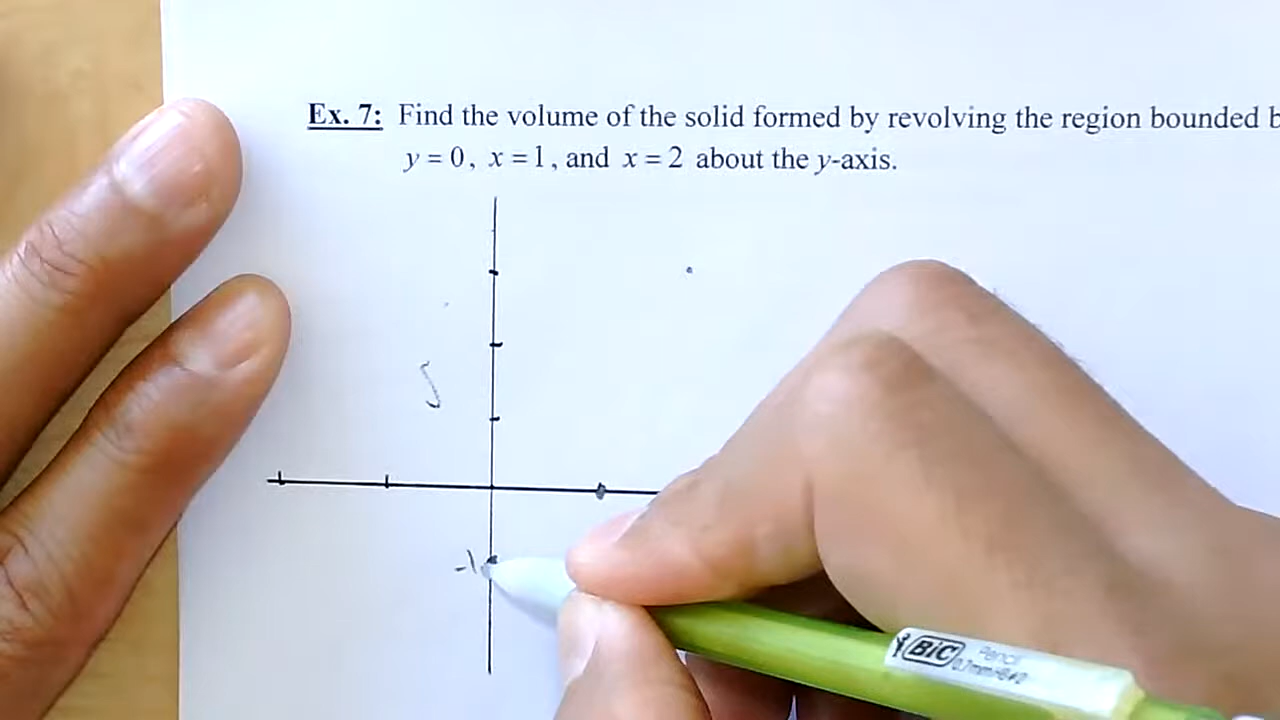 Ex. 7: Find the volume of the solid formed by revolving the region bounded
y = 0, x = 1, and x = 2 about the y-axis.
-1
BIC Pencil